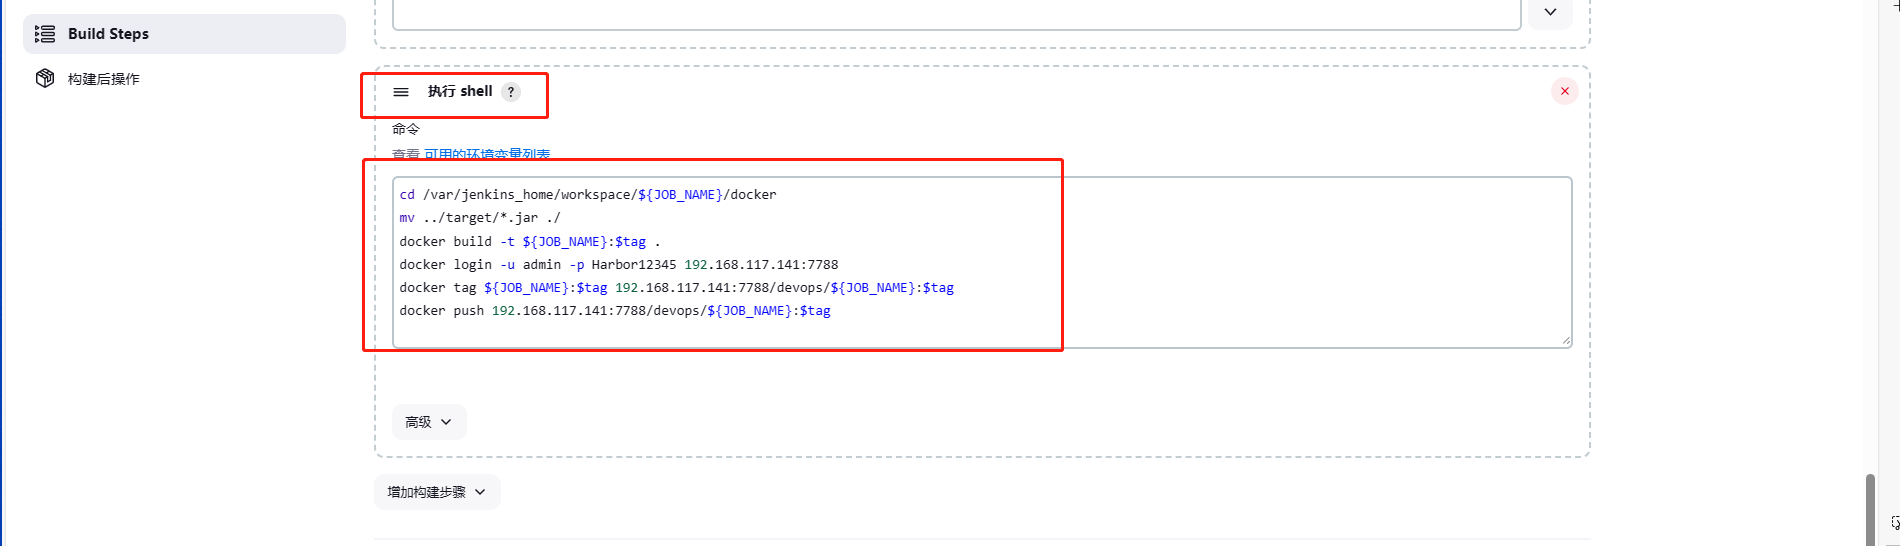 Build Steps
构建后操作
执行 shell ?
命令
查看 可用的环境变量列表
cd /var/jenkins_home/workspace/${JOB_NAME}/docker
mv ../target/*.jar ./
docker build -t ${JOB_NAME}:$tag .
docker login -u admin -p Harbor12345 192.168.117.141:7788
docker tag ${JOB_NAME}:$tag 192.168.117.141:7788/devops/${JOB_NAME}:$tag
docker push 192.168.117.141:7788/devops/${JOB_NAME}:$tag
高级
增加构建步骤